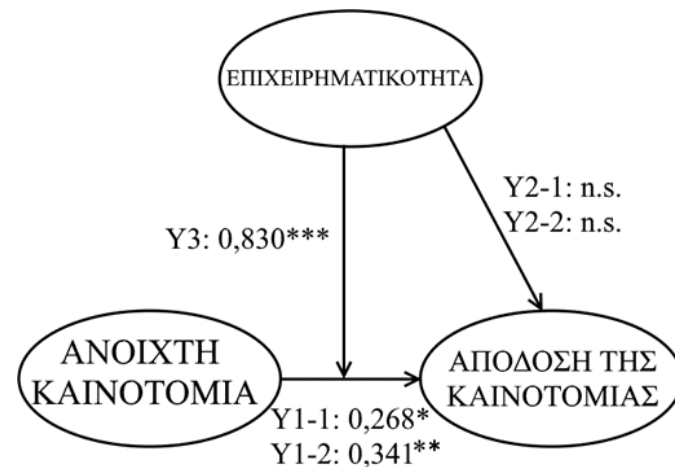 ΕΠΙΧΕΙΡΗΜΑΤΙΚΟΤΗΤΑ
Υ2-1: n.s.
Υ2-2: n.s.
Υ3: 0,830***
ΑΝΟΙΧΤΗ
ΚΑΙΝΟΤΟΜΙΑ
ΑΠΟΔΟΣΗ ΤΗΣ
ΚΑΙΝΟΤΟΜΙΑΣ
Υ1-1: 0,268*
Υ1-2: 0,341**